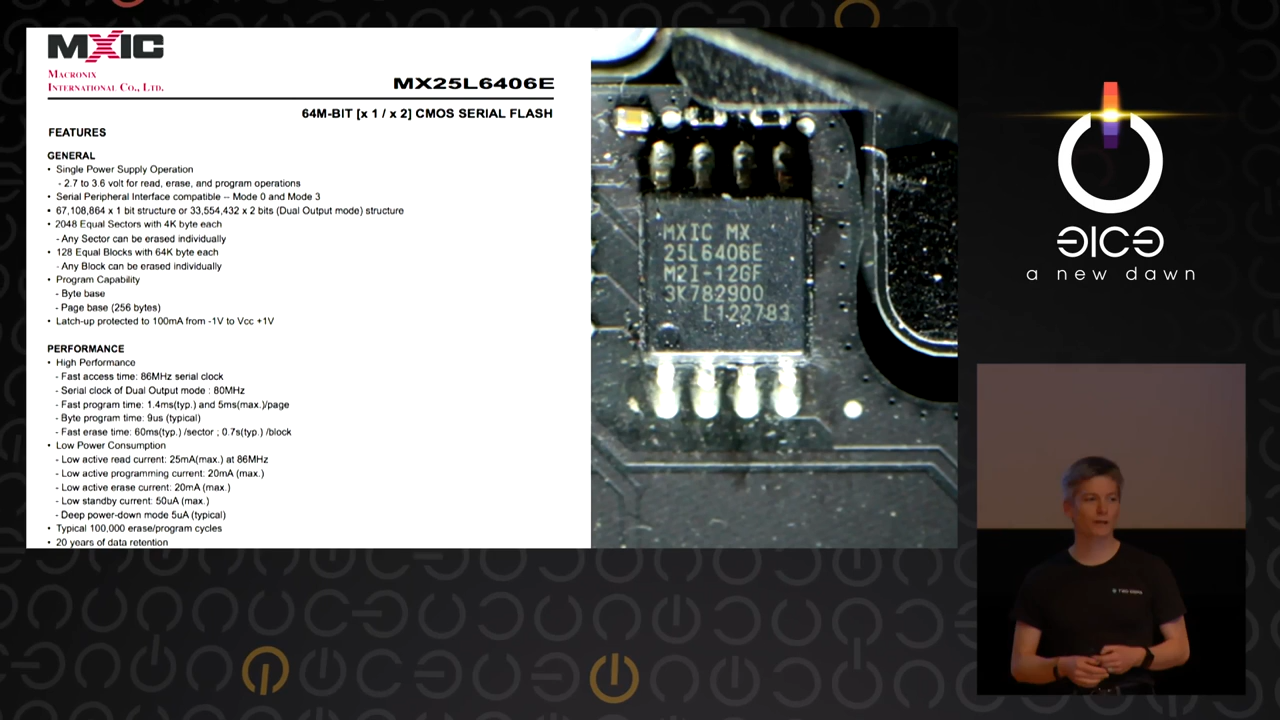 MXIC
MACRONIX
INTERNATIONAL CO., LTD.
MX25L6406E
64M-BIT [x 1 / x 2] CMOS SERIAL FLASH
FEATURES
GENERAL
• Single Power Supply Operation
- 2.7 to 3.6 volt for read, erase, and program operations
• Serial Peripheral Interface compatible -- Mode 0 and Mode 3
• 67,108,864 x 1 bit structure or 33,554,432 x 2 bits (Dual Output mode) structure
• 2048 Equal Sectors with 4K byte each
- Any Sector can be erased individually
• 128 Equal Blocks with 64K byte each
- Any Block can be erased individually
• Program Capability
- Byte base
- Page base (256 bytes)
• Latch-up protected to 100mA from -1V to Vcc +1V
PERFORMANCE
• High Performance
- Fast access time: 86MHz serial clock
- Serial clock of Dual Output mode : 80MHz
- Fast program time: 1.4ms(typ.) and 5ms(max.)/page
- Byte program time: 9us (typical)
- Fast erase time: 60ms(typ.) /sector ; 0.7s(typ.) /block
• Low Power Consumption
- Low active read current: 25mA(max.) at 86MHz
- Low active programming current: 20mA (max.)
- Low active erase current: 20mA (max.)
- Low standby current: 50uA (max.)
- Deep power-down mode 5uA (typical)
• Typical 100,000 erase/program cycles
• 20 years of data retention
MXIC MX
25L6406E
M2I-12GF
3K782900
L122783
a new dawn